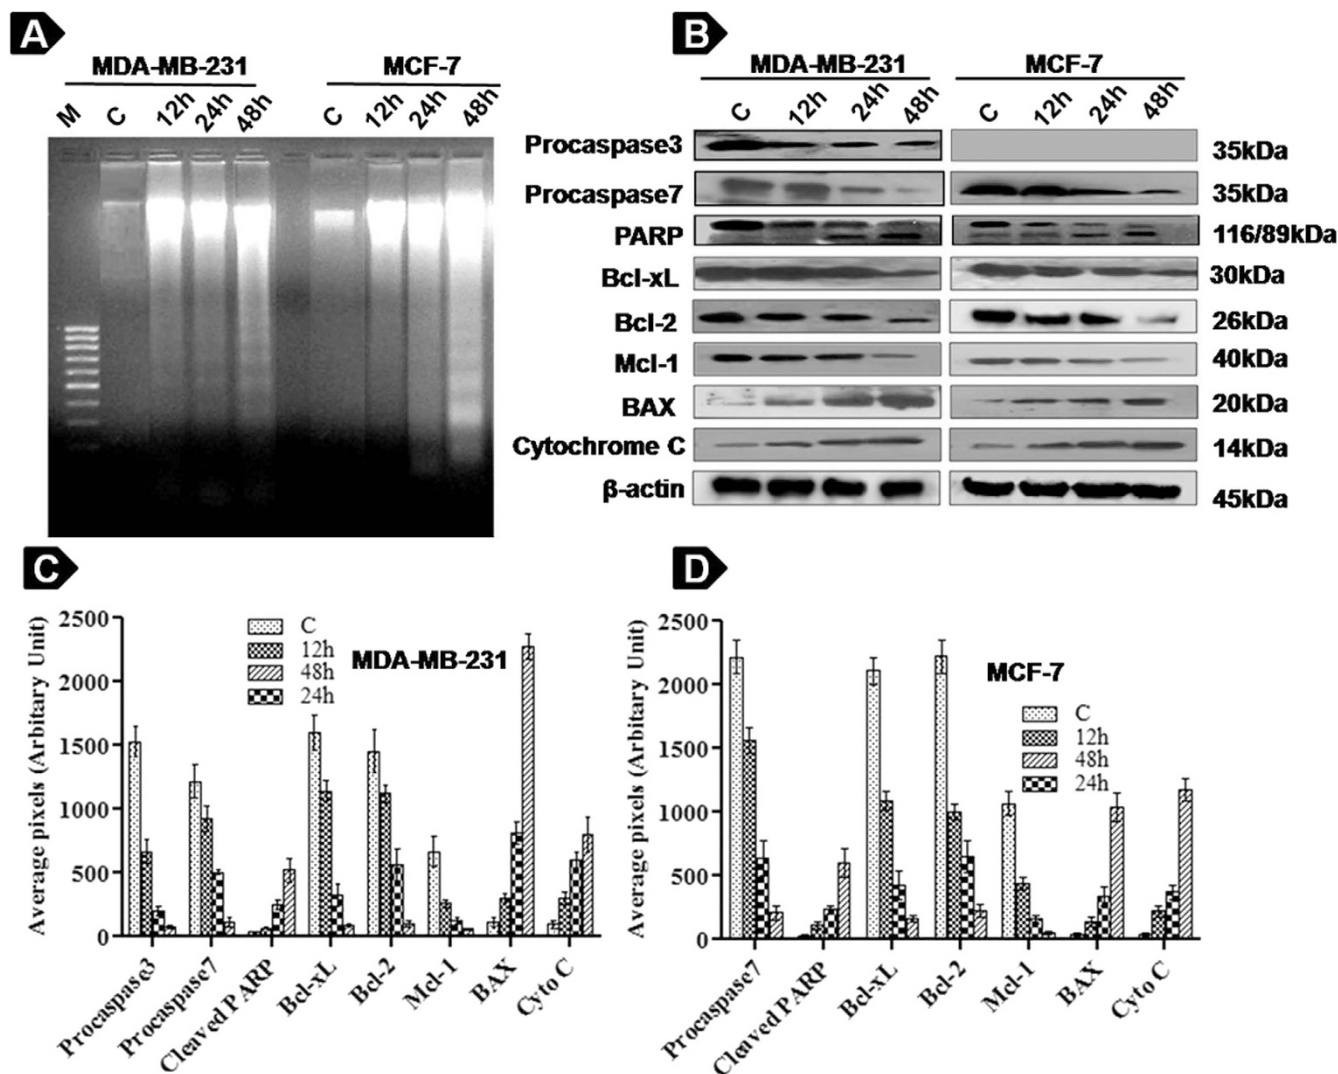 A
MDA-MB-231 MCF-7
M C 12h 24h 48h C 12h 24h 48h
B
MDA-MB-231 MCF-7
C 12h 24h 48h C 12h 24h 48h
Procaspase3 35kDa
Procaspase7 35kDa
PARP 116/89kDa
Bcl-xL 30kDa
Bcl-2 26kDa
Mcl-1 40kDa
BAX 20kDa
Cytochrome C 14kDa
β-actin 45kDa
C
Average pixels (Arbitary Unit)
2500
2000
1500
1000
500
0
C
12h
48h
24h
MDA-MB-231
Procaspase3
Procaspase7
Cleaved PARP
Bcl-xL
Bcl-2
Mcl-1
BAX
Cyto C
D
Average pixels (Arbitary Unit)
2500
2000
1500
1000
500
0
MCF-7
C
12h
48h
24h
Procaspase7
Cleaved PARP
Bcl-xL
Bcl-2
Mcl-1
BAX
Cyto C